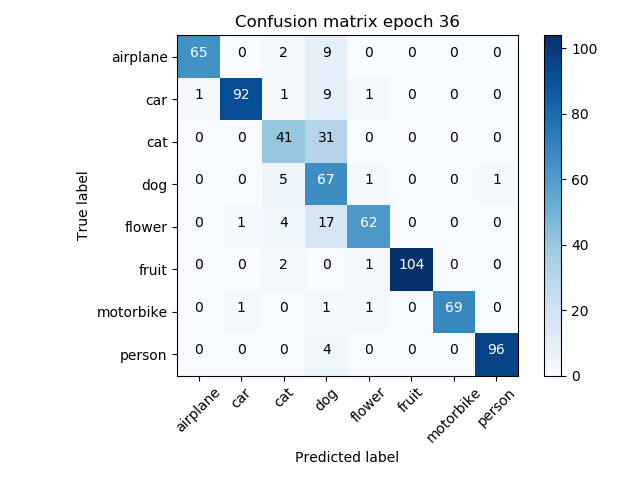 Confusion matrix epoch 36
True label
airplane 65 0 2 9 0 0 0 0
car 1 92 1 9 1 0 0 0
cat 0 0 41 31 0 0 0 0
dog 0 0 5 67 1 0 0 1
flower 0 1 4 17 62 0 0 0
fruit 0 0 2 0 1 104 0 0
motorbike 0 1 0 1 1 0 69 0
person 0 0 0 4 0 0 0 96
airplane car cat dog flower fruit motorbike person
Predicted label
100
80
60
40
20
0